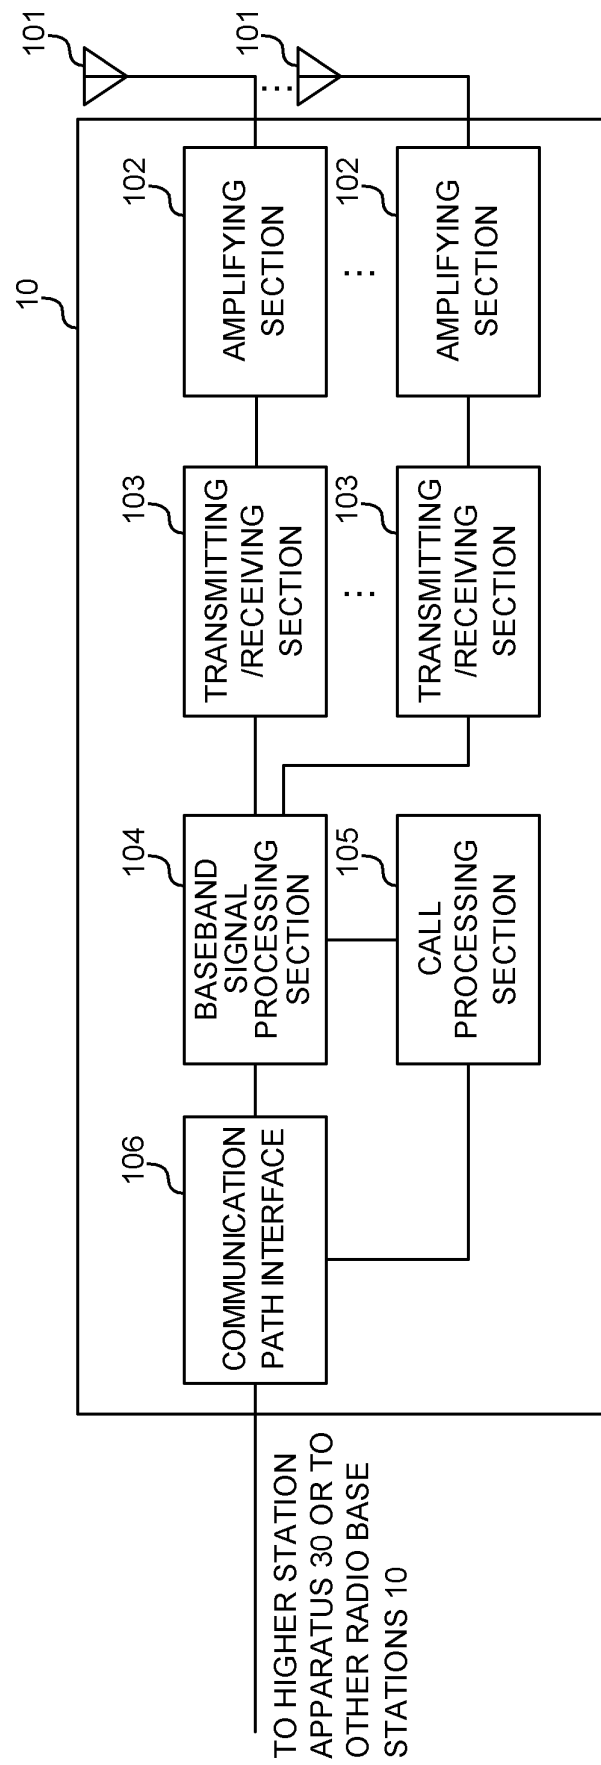 10
101
101
102
AMPLIFYING
SECTION
102
AMPLIFYING
SECTION
...
...
103
TRANSMITTING
/RECEIVING
SECTION
103
TRANSMITTING
/RECEIVING
SECTION
...
104
BASEBAND
SIGNAL
PROCESSING
SECTION
105
CALL
PROCESSING
SECTION
106
COMMUNICATION
PATH INTERFACE
TO HIGHER STATION
APPARATUS 30 OR TO
OTHER RADIO BASE
STATIONS 10